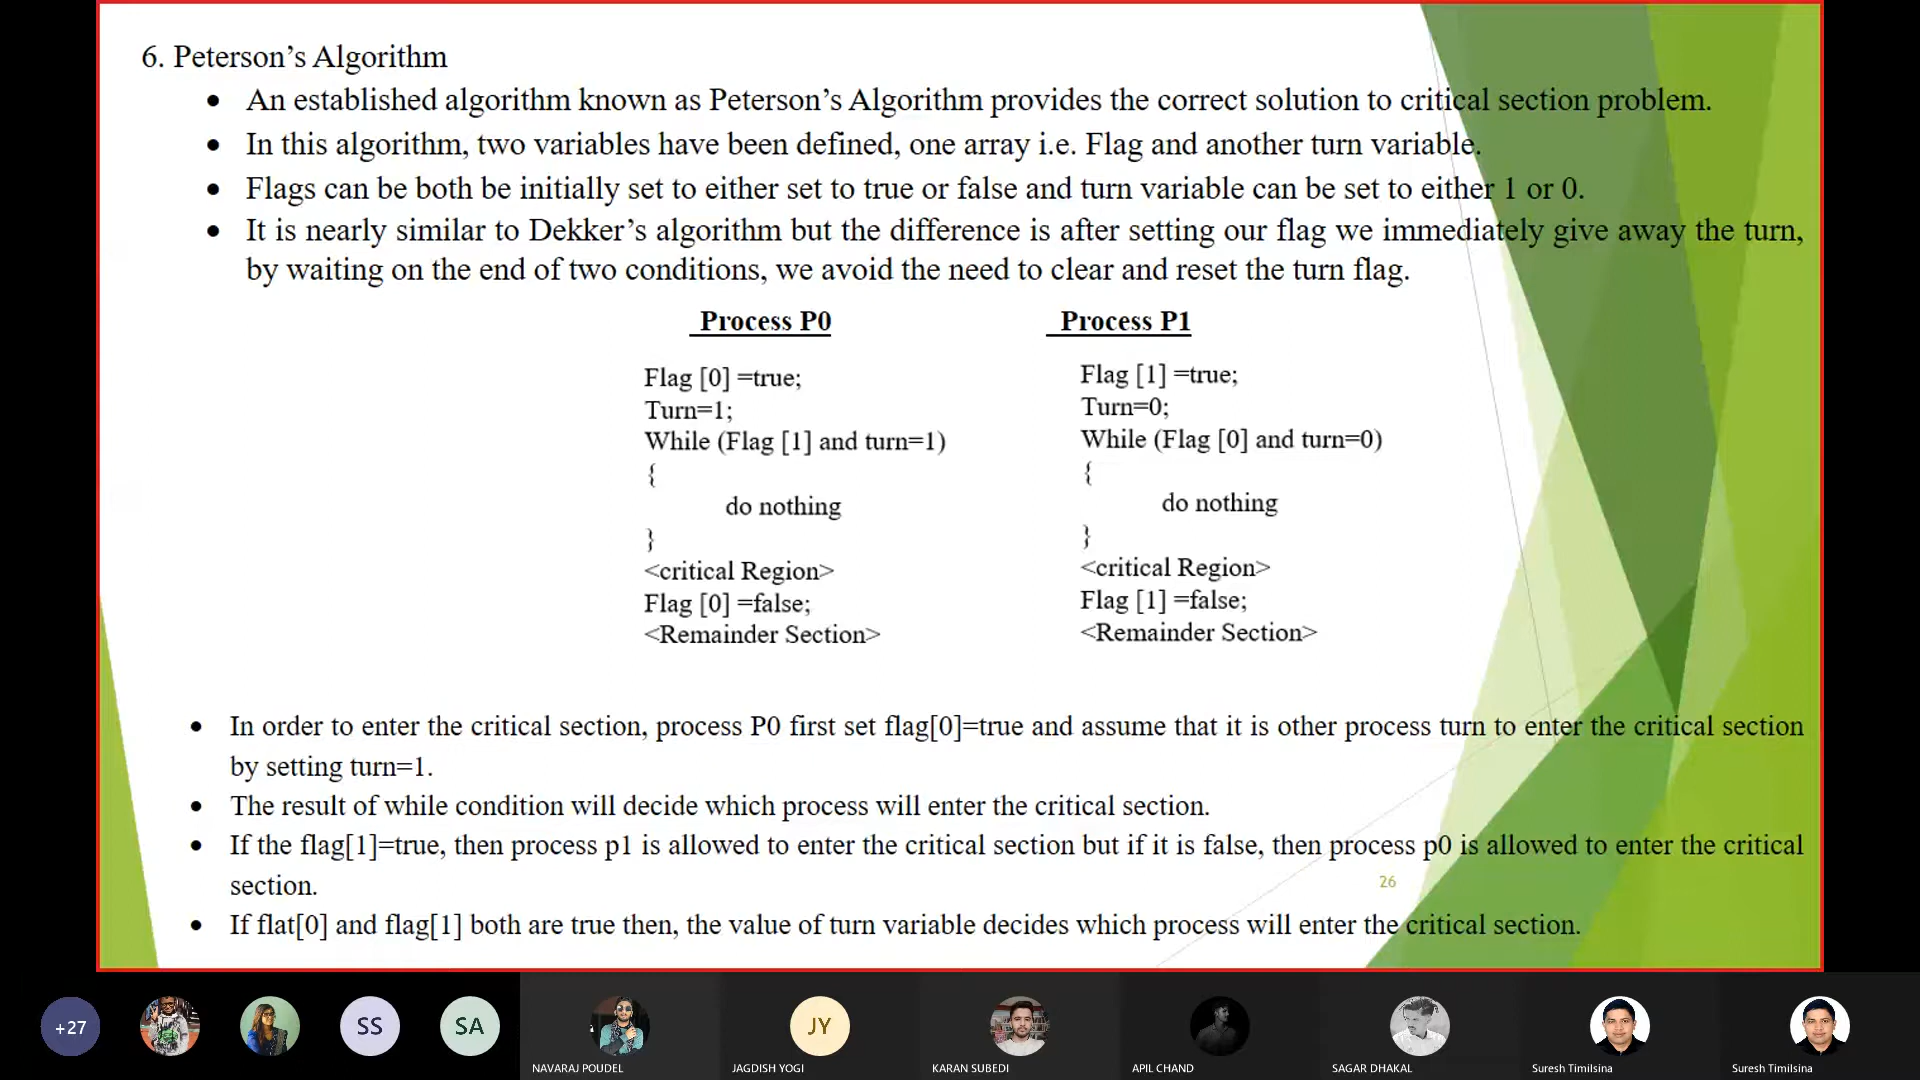 6. Peterson’s Algorithm
• An established algorithm known as Peterson’s Algorithm provides the correct solution to critical section problem.
• In this algorithm, two variables have been defined, one array i.e. Flag and another turn variable.
• Flags can be both be initially set to either set to true or false and turn variable can be set to either 1 or 0.
• It is nearly similar to Dekker’s algorithm but the difference is after setting our flag we immediately give away the turn,
by waiting on the end of two conditions, we avoid the need to clear and reset the turn flag.
Process P0
Flag [0] =true;
Turn=1;
While (Flag [1] and turn=1)
{
do nothing
}
<critical Region>
Flag [0] =false;
<Remainder Section>
Process P1
Flag [1] =true;
Turn=0;
While (Flag [0] and turn=0)
{
do nothing
}
<critical Region>
Flag [1] =false;
<Remainder Section>
• In order to enter the critical section, process P0 first set flag[0]=true and assume that it is other process turn to enter the critical section
by setting turn=1.
• The result of while condition will decide which process will enter the critical section.
• If the flag[1]=true, then process p1 is allowed to enter the critical section but if it is false, then process p0 is allowed to enter the critical
section.
26
• If flat[0] and flag[1] both are true then, the value of turn variable decides which process will enter the critical section.
+27
SS
SA
JY
NAVARAJ POUDEL
JAGDISH YOGI
KARAN SUBEDI
APIL CHAND
SAGAR DHAKAL
Suresh Timilsina
Suresh Timilsina